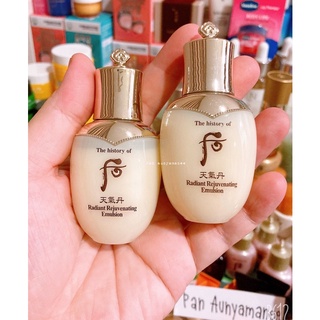 The history of
后
天氣丹
Radiant Rejuvenating
Emulsion
The history of
后
天氣丹
Radiant Rejuvenating
Emulsion
Vaseline
Pan Aunyamanee